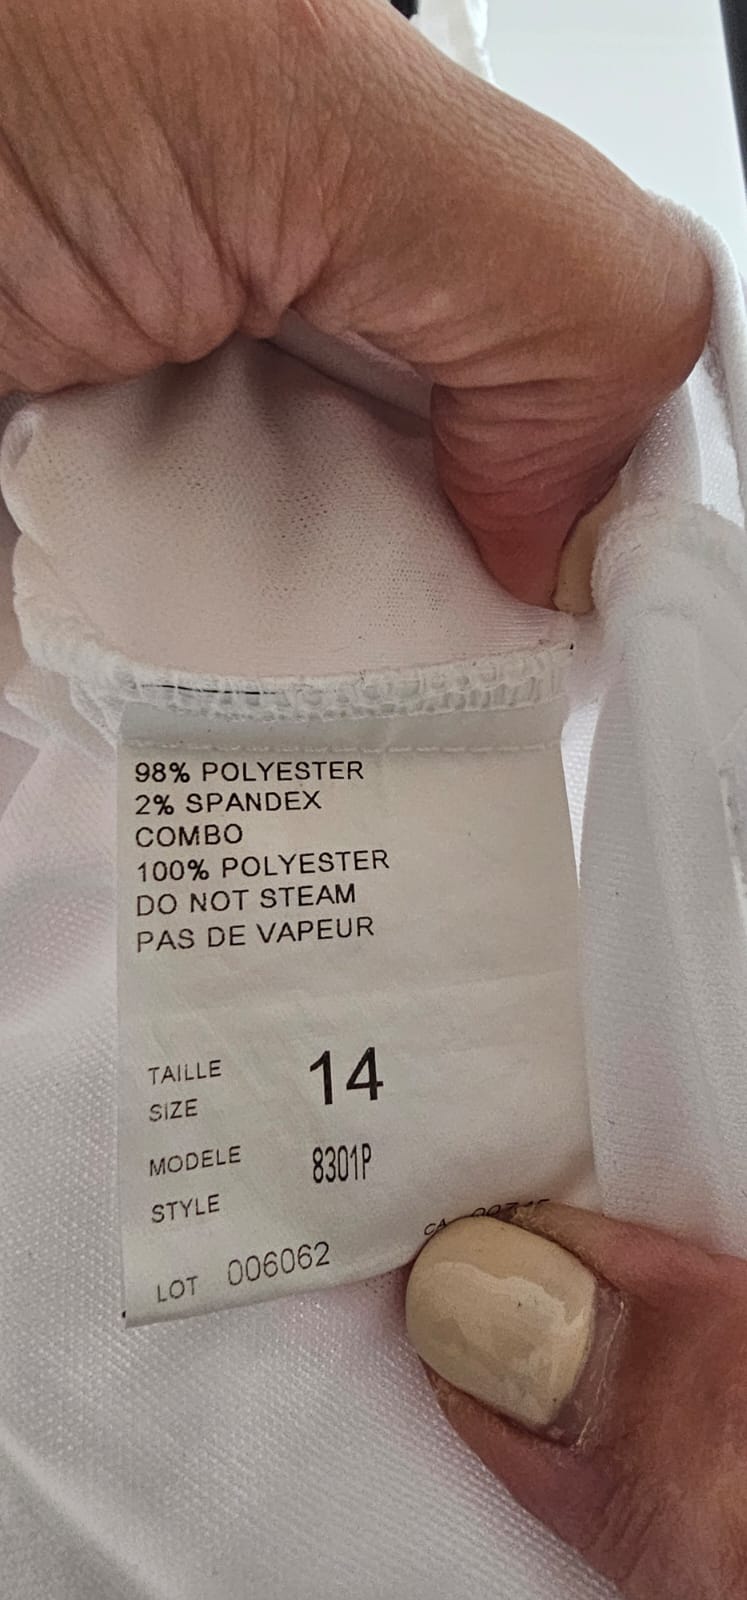 98% POLYESTER
2% SPANDEX
COMBO
100% POLYESTER
DO NOT STEAM
PAS DE VAPEUR
TAILLE
SIZE 14
MODELE
STYLE 8301P
LOT 006062
CA